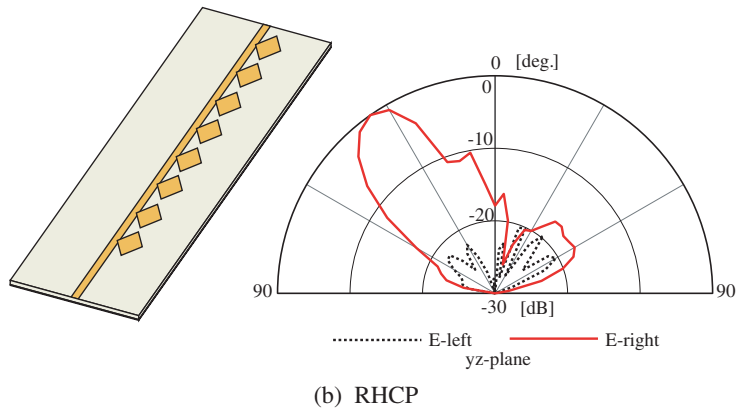 0 [deg.]
0
-10
-20
90
90
-30 [dB]
E-left E-right
yz-plane
(b) RHCP